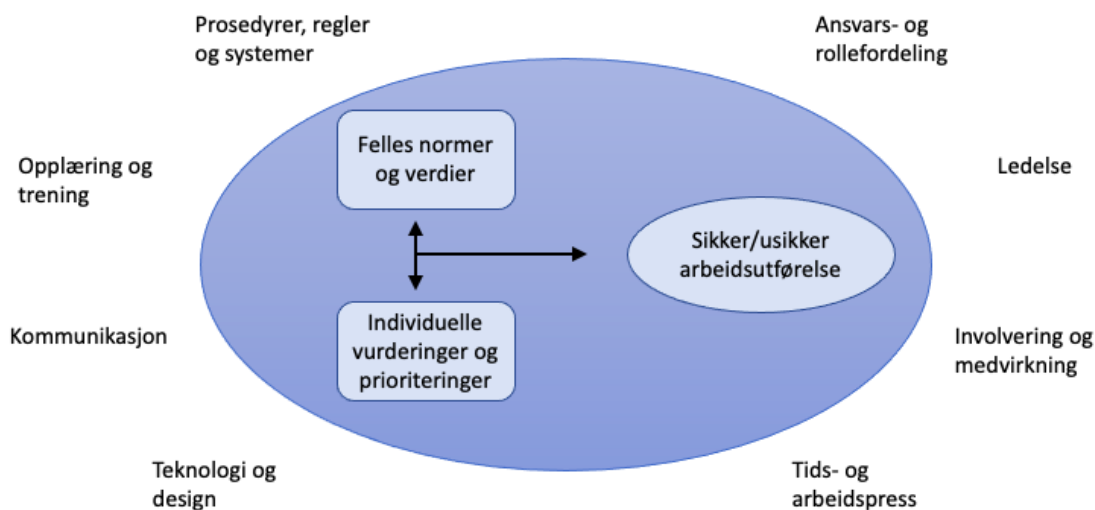 Prosedyrer, regler
og systemer
Ansvars- og
rollefordeling
Felles normer
og verdier
Opplæring og
trening
Ledelse
Sikker/usikker
arbeidsutførelse
Kommunikasjon
Individuelle
vurderinger og
prioriteringer
Involvering og
medvirkning
Teknologi og
design
Tids- og
arbeidspress